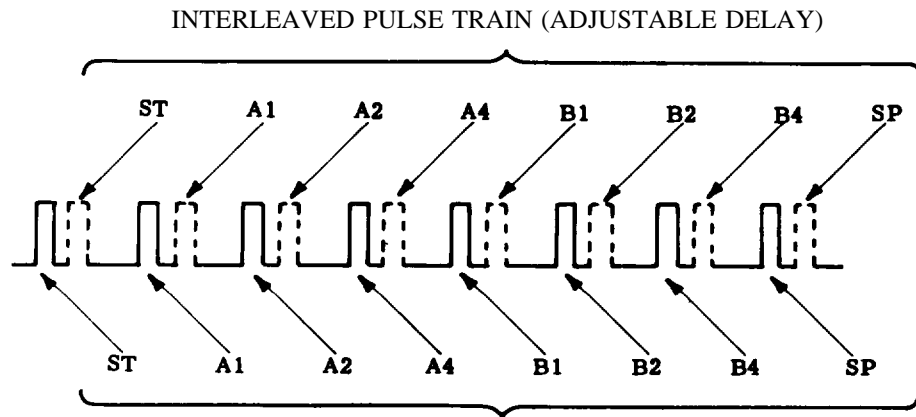 INTERLEAVED PULSE TRAIN (ADJUSTABLE DELAY)
ST A1 A2 A4 B1 B2 B4 SP
ST A1 A2 A4 B1 B2 B4 SP